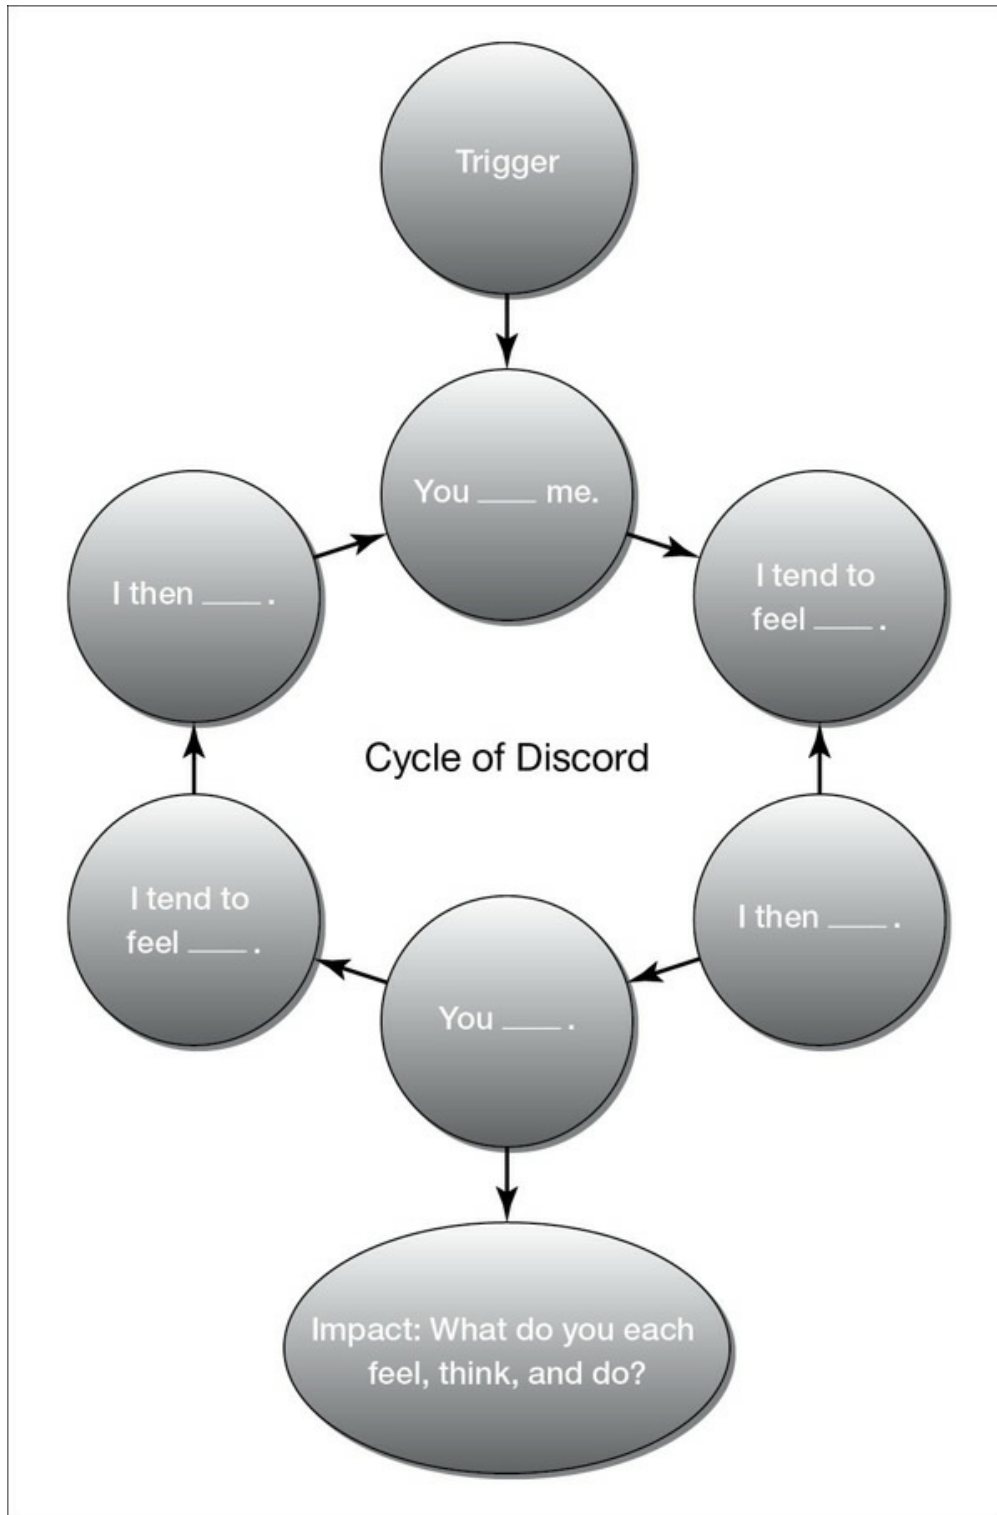 Trigger
You ____ me.
I tend to
feel ____ .
I then ____ .
Cycle of Discord
I then ____ .
You ____ .
I tend to
feel ____ .
Impact: What do you each
feel, think, and do?